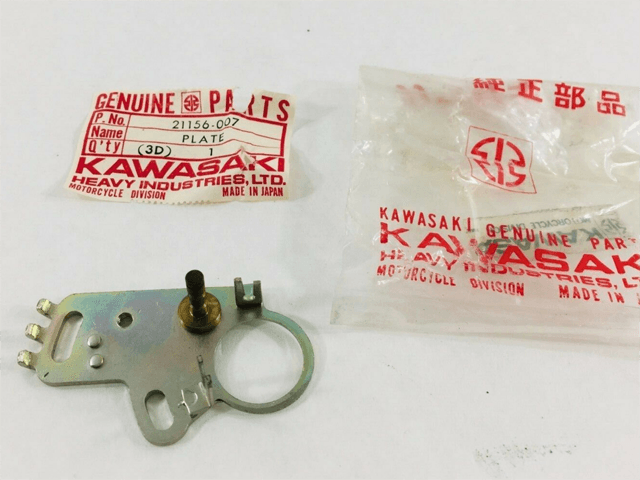 GENUINE PARTS
P. No. 21156-007
Name PLATE
Q'ty (3D) 1
KAWASAKI
HEAVY INDUSTRIES, LTD.
MOTORCYCLE DIVISION MADE IN JAPAN
純正部品
KAWASAKI GENUINE PART
KAWASAKI
HEAVY INDUSTRIES, L
MOTORCYCLE DIVISION MADE IN